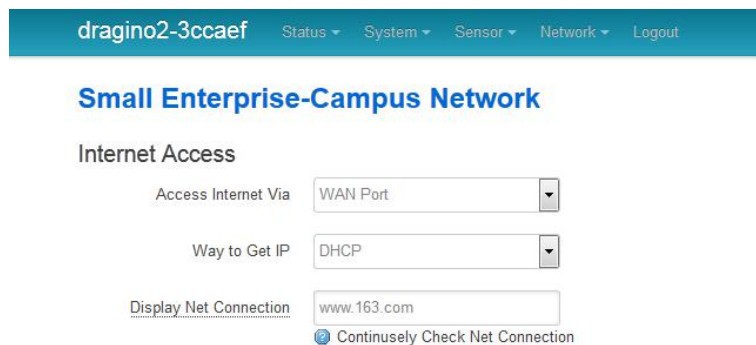 dragino2-3ccaef Status System Sensor Network Logout
Small Enterprise-Campus Network
Internet Access
Access Internet Via WAN Port
Way to Get IP DHCP
Display Net Connection www.163.com
Continusely Check Net Connection